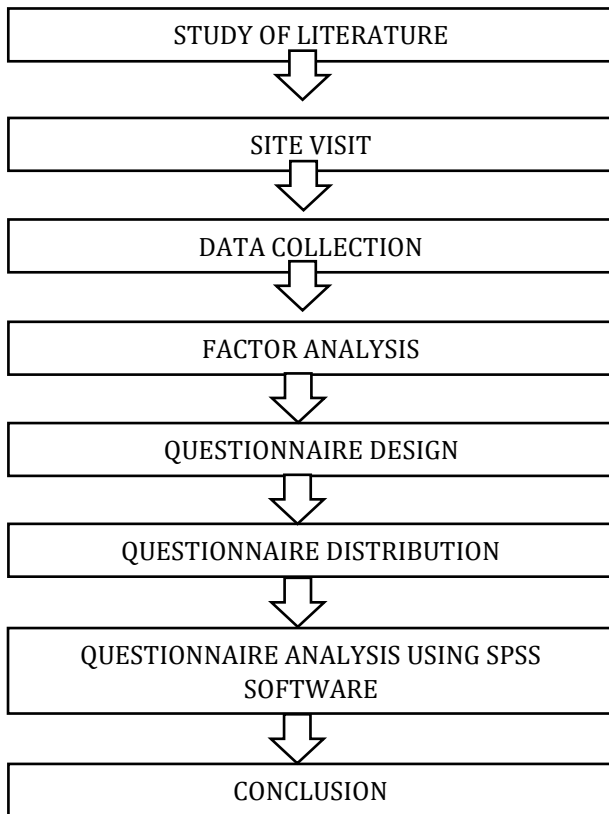 STUDY OF LITERATURE
SITE VISIT
DATA COLLECTION
FACTOR ANALYSIS
QUESTIONNAIRE DESIGN
QUESTIONNAIRE DISTRIBUTION
QUESTIONNAIRE ANALYSIS USING SPSS
SOFTWARE
CONCLUSION